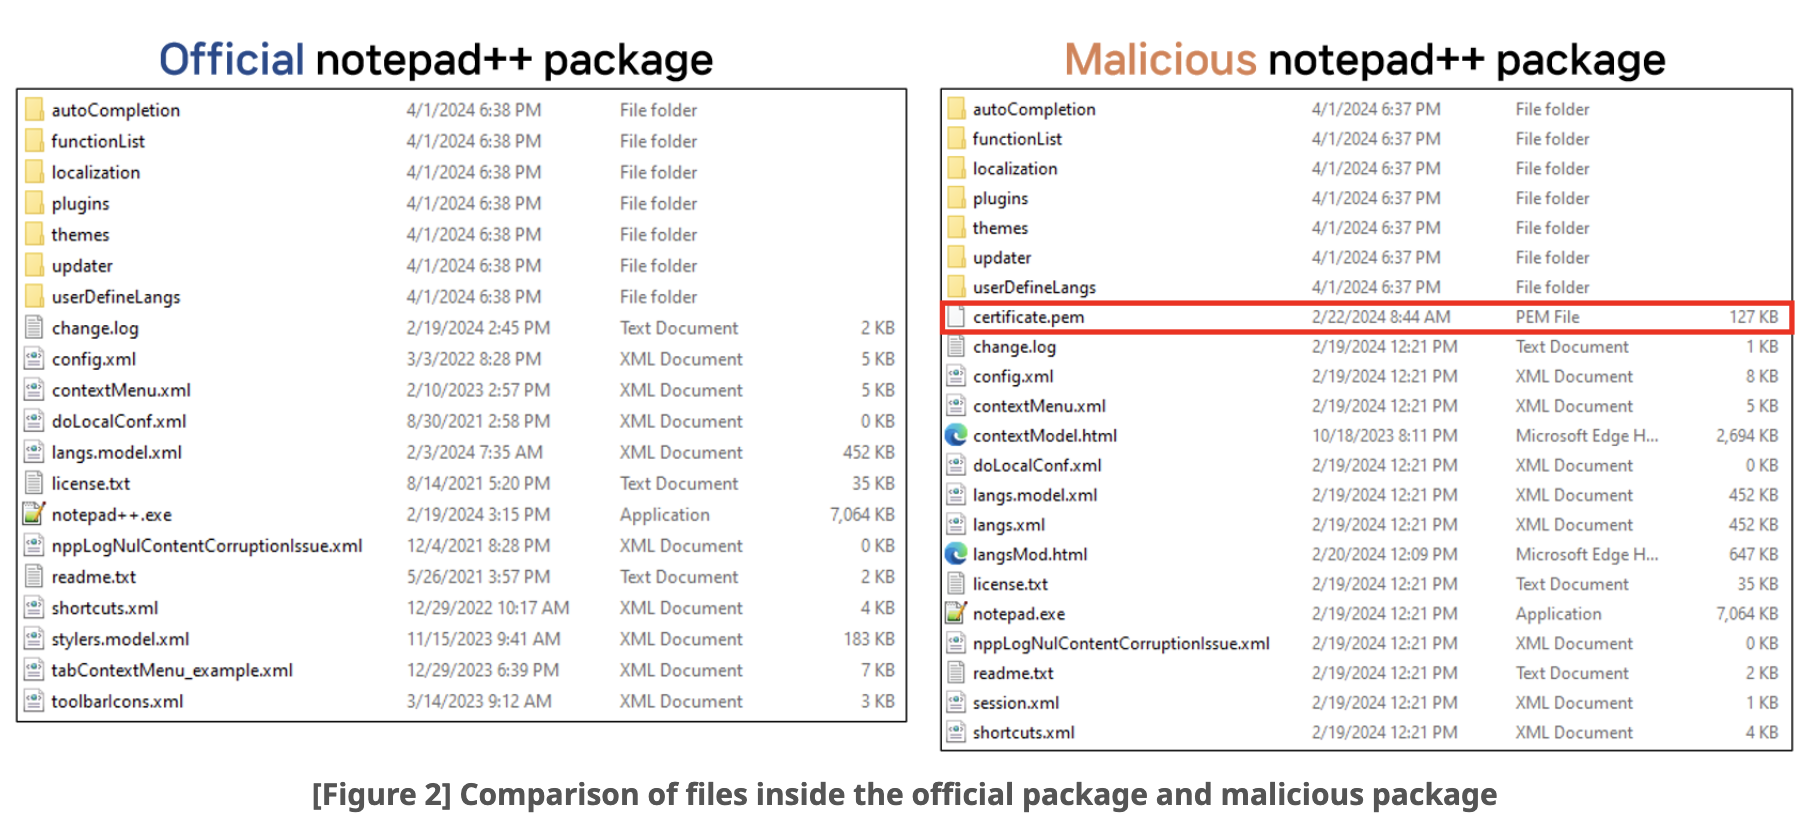 Official notepad++ package
autoCompletion 4/1/2024 6:38 PM File folder
functionList 4/1/2024 6:38 PM File folder
localization 4/1/2024 6:38 PM File folder
plugins 4/1/2024 6:38 PM File folder
themes 4/1/2024 6:38 PM File folder
updater 4/1/2024 6:38 PM File folder
userDefineLangs 4/1/2024 6:38 PM File folder
change.log 2/19/2024 2:45 PM Text Document 2 KB
config.xml 3/3/2022 8:28 PM XML Document 5 KB
contextMenu.xml 2/10/2023 2:57 PM XML Document 5 KB
doLocalConf.xml 8/30/2021 2:58 PM XML Document 0 KB
langs.model.xml 2/3/2024 7:35 AM XML Document 452 KB
license.txt 8/14/2021 5:20 PM Text Document 35 KB
notepad++.exe 2/19/2024 3:15 PM Application 7,064 KB
nppLogNulContentCorruptionIssue.xml 12/4/2021 8:28 PM XML Document 0 KB
readme.txt 5/26/2021 3:57 PM Text Document 2 KB
shortcuts.xml 12/29/2022 10:17 AM XML Document 4 KB
stylers.model.xml 11/15/2023 9:41 AM XML Document 183 KB
tabContextMenu_example.xml 12/29/2023 6:39 PM XML Document 7 KB
toolbarIcons.xml 3/14/2023 9:12 AM XML Document 3 KB
Malicious notepad++ package
autoCompletion 4/1/2024 6:37 PM File folder
functionList 4/1/2024 6:37 PM File folder
localization 4/1/2024 6:37 PM File folder
plugins 4/1/2024 6:37 PM File folder
themes 4/1/2024 6:37 PM File folder
updater 4/1/2024 6:37 PM File folder
userDefineLangs 4/1/2024 6:37 PM File folder
certificate.pem 2/22/2024 8:44 AM PEM File 127 KB
change.log 2/19/2024 12:21 PM Text Document 1 KB
config.xml 2/19/2024 12:21 PM XML Document 8 KB
contextMenu.xml 2/19/2024 12:21 PM XML Document 5 KB
contextModel.html 10/18/2023 8:11 PM Microsoft Edge H... 2,694 KB
doLocalConf.xml 2/19/2024 12:21 PM XML Document 0 KB
langs.model.xml 2/19/2024 12:21 PM XML Document 452 KB
langs.xml 2/19/2024 12:21 PM XML Document 452 KB
langsMod.html 2/20/2024 12:09 PM Microsoft Edge H... 647 KB
license.txt 2/19/2024 12:21 PM Text Document 35 KB
notepad.exe 2/19/2024 12:21 PM Application 7,064 KB
nppLogNulContentCorruptionIssue.xml 2/19/2024 12:21 PM XML Document 0 KB
readme.txt 2/19/2024 12:21 PM Text Document 2 KB
session.xml 2/19/2024 12:21 PM XML Document 1 KB
shortcuts.xml 2/19/2024 12:21 PM XML Document 4 KB
[Figure 2] Comparison of files inside the official package and malicious package